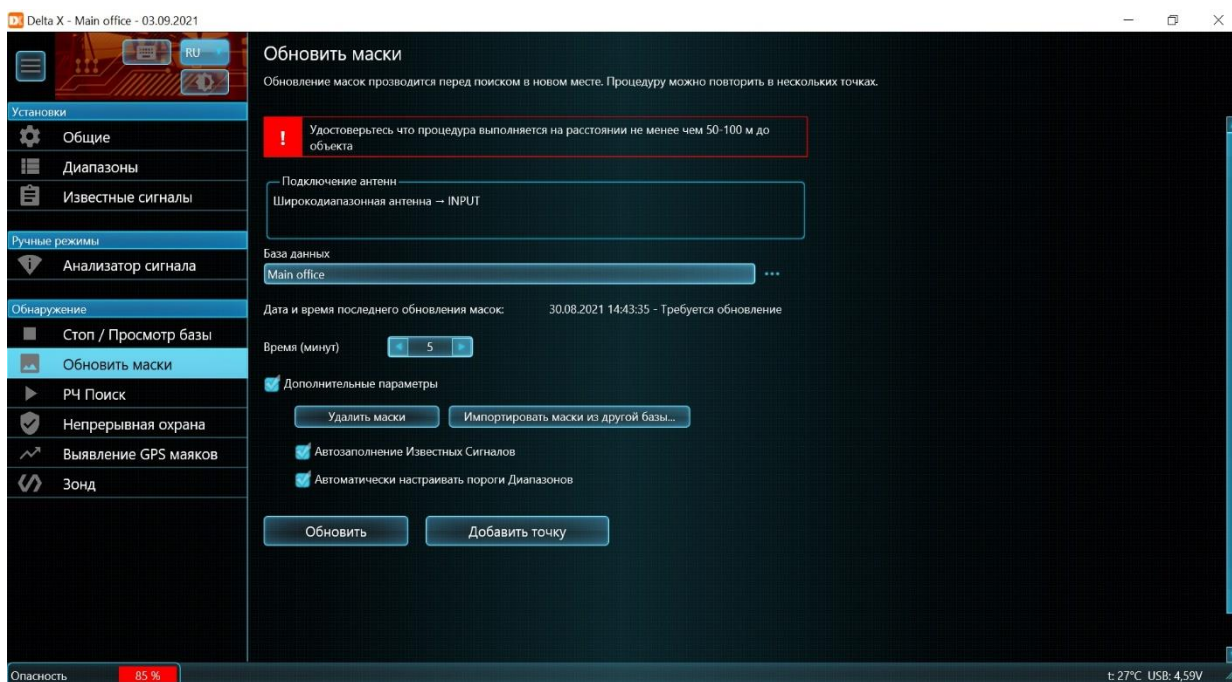 Delta X - Main office - 03.09.2021
RU
Установки
Общие
Диапазоны
Известные сигналы
Ручные режимы
Анализатор сигнала
Обнаружение
Стоп / Просмотр базы
Обновить маски
РЧ Поиск
Непрерывная охрана
Выявление GPS маяков
Зонд
Обновить маски
Обновление масок прозводится перед поиском в новом месте. Процедуру можно повторить в нескольких точках.
! Удостоверьтесь что процедура выполняется на расстоянии не менее чем 50-100 м до
объекта
Подключение антенн
Широкодиапазонная антенна → INPUT
База данных
Main office ...
Дата и время последнего обновления масок: 30.08.2021 14:43:35 - Требуется обновление
Время (минут) 5
Дополнительные параметры
Удалить маски Импортировать маски из другой базы...
Автозаполнение Известных Сигналов
Автоматически настраивать пороги Диапазонов
Обновить Добавить точку
Опасность 85 % t: 27°C USB: 4,59V